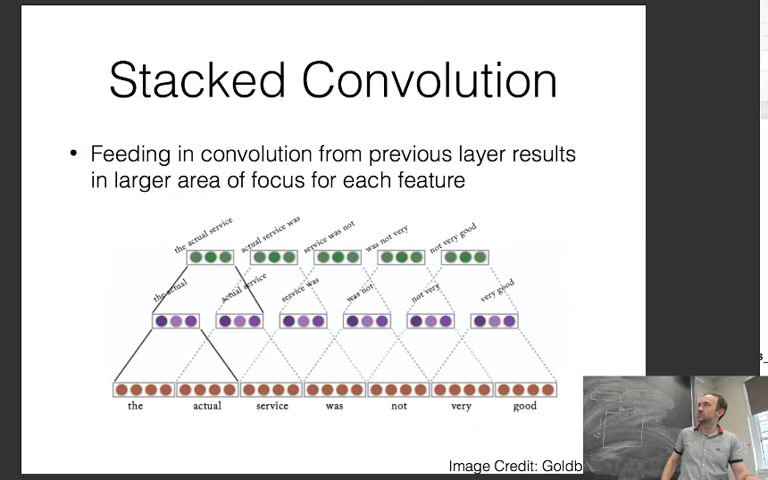 Stacked Convolution
• Feeding in convolution from previous layer results
in larger area of focus for each feature
the actual service actual service was service was not was not very not very good
the actual actual service service was was not not very very good
the actual service was not very good
Image Credit: Goldb